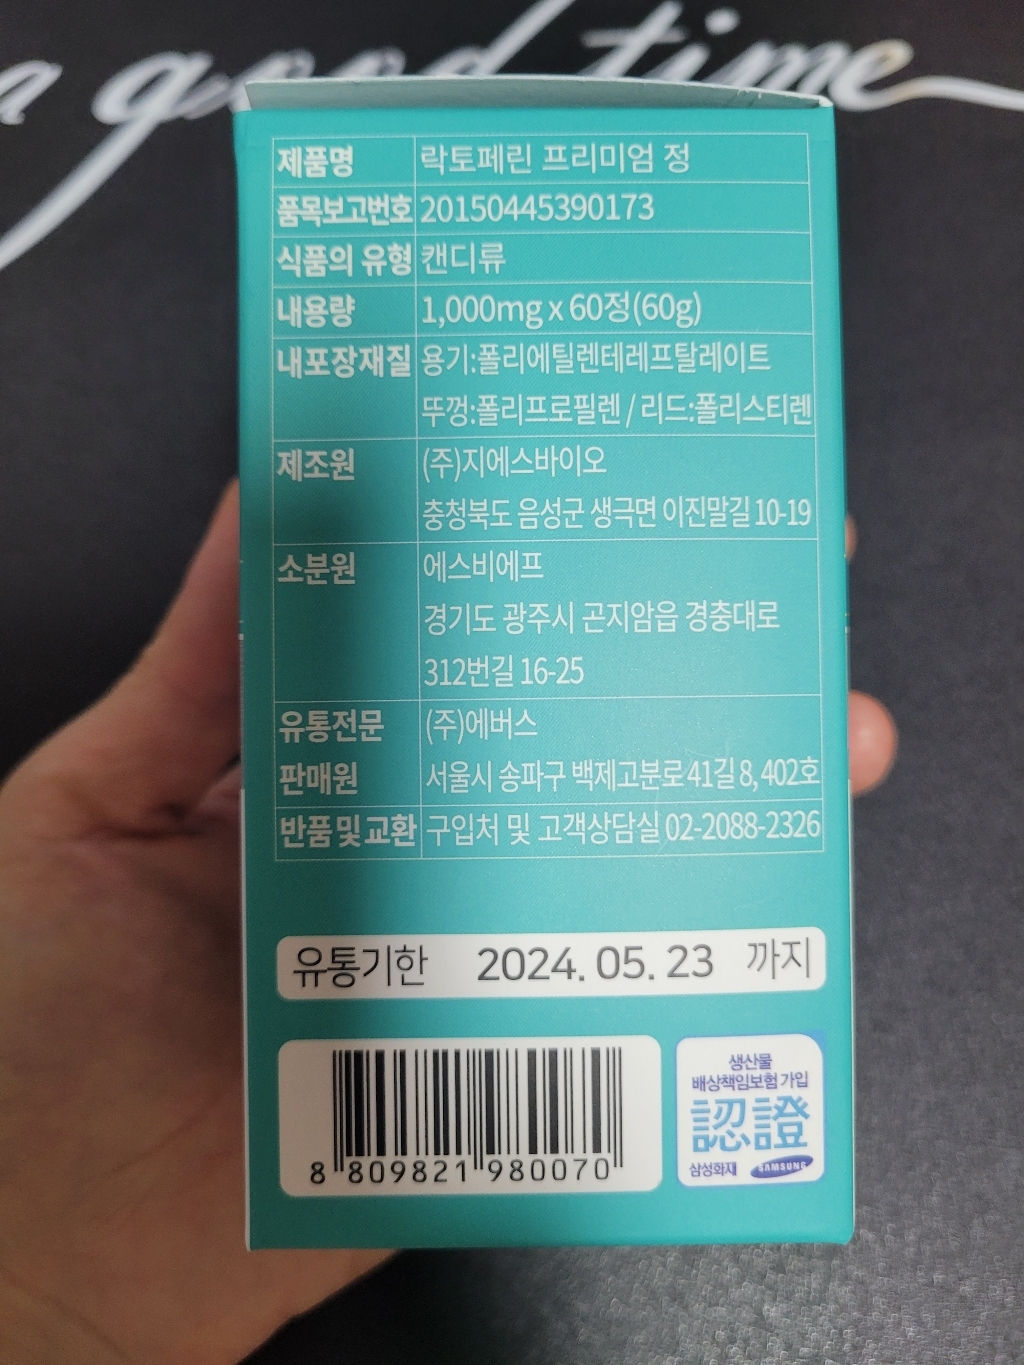 a good time
제품명 락토페린 프리미엄 정
품목보고번호 20150445390173
식품의 유형 캔디류
내용량 1,000mg x 60정(60g)
내포장재질 용기:폴리에틸렌테레프탈레이트
뚜껑:폴리프로필렌 / 리드:폴리스티렌
제조원 (주)지에스바이오
충청북도 음성군 생극면 이진말길 10-19
소분원 에스비에프
경기도 광주시 곤지암읍 경충대로
312번길 16-25
유통전문 (주)에버스
판매원 서울시 송파구 백제고분로41길 8, 402호
반품 및 교환 구입처 및 고객상담실 02-2088-2326
유통기한 2024. 05. 23 까지
8 809821 980070
생산물
배상책임보험 가입
認證
삼성화재 SAMSUNG